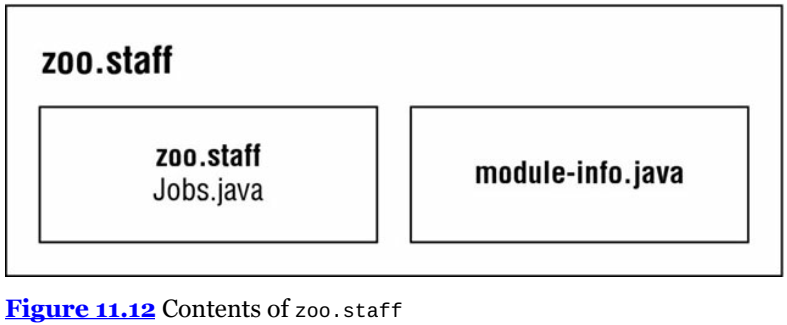 zoo.staff
zoo.staff
Jobs.java
module-info.java
Figure 11.12 Contents of zoo.staff